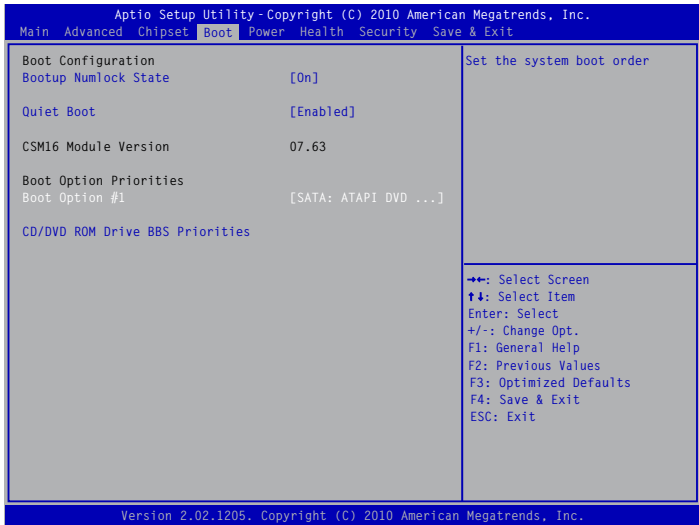 Aptio Setup Utility - Copyright (C) 2010 American Megatrends, Inc.
Main Advanced Chipset Boot Power Health Security Save & Exit
Boot Configuration
Bootup Numlock State [On]
Quiet Boot [Enabled]
CSM16 Module Version 07.63
Boot Option Priorities
Boot Option #1 [SATA: ATAPI DVD ...]
CD/DVD ROM Drive BBS Priorities
Set the system boot order
→←: Select Screen
↑↓: Select Item
Enter: Select
+/-: Change Opt.
F1: General Help
F2: Previous Values
F3: Optimized Defaults
F4: Save & Exit
ESC: Exit
Version 2.02.1205. Copyright (C) 2010 American Megatrends, Inc.